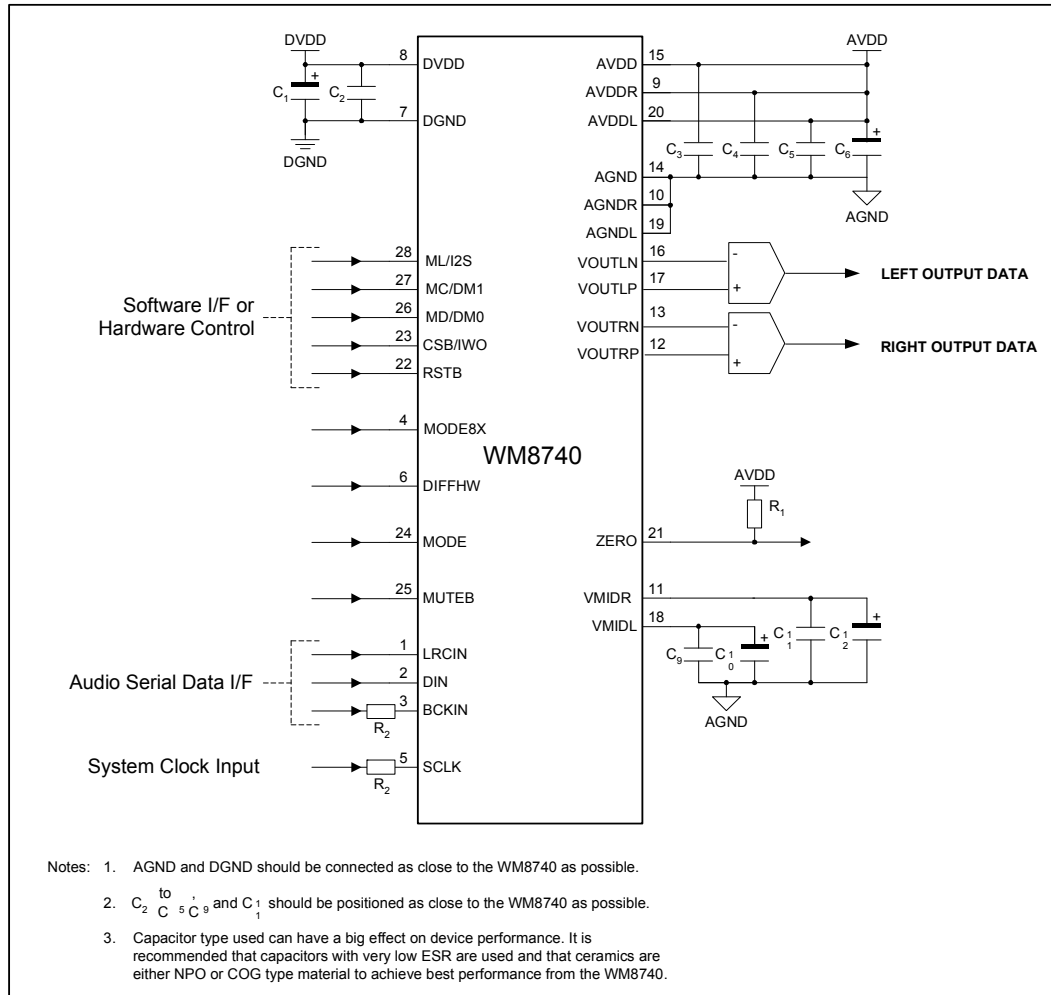 DVDD
8 DVDD
+
C1 C2
7 DGND
DGND
AVDD
AVDD 15
AVDDR 9
AVDDL 20
+
C3 C4 C5 C6
AGND 14
AGNDR 10
AGNDL 19
AGND
28 ML/I2S
27 MC/DM1
26 MD/DM0
23 CSB/IWO
22 RSTB
Software I/F or
Hardware Control
VOUTLN 16 -
VOUTLP 17 +
LEFT OUTPUT DATA
VOUTRN 13 -
VOUTRP 12 +
RIGHT OUTPUT DATA
4 MODE8X
WM8740
6 DIFFHW
24 MODE
25 MUTEB
AVDD
R1
ZERO 21
VMIDR 11
VMIDL 18
+ +
C9 C10 C11 C12
AGND
1 LRCIN
2 DIN
3 BCKIN
R2
Audio Serial Data I/F
System Clock Input
5 SCLK
R2
Notes: 1. AGND and DGND should be connected as close to the WM8740 as possible.
2. C2 to C5, C9 and C11 should be positioned as close to the WM8740 as possible.
3. Capacitor type used can have a big effect on device performance. It is
recommended that capacitors with very low ESR are used and that ceramics are
either NPO or COG type material to achieve best performance from the WM8740.